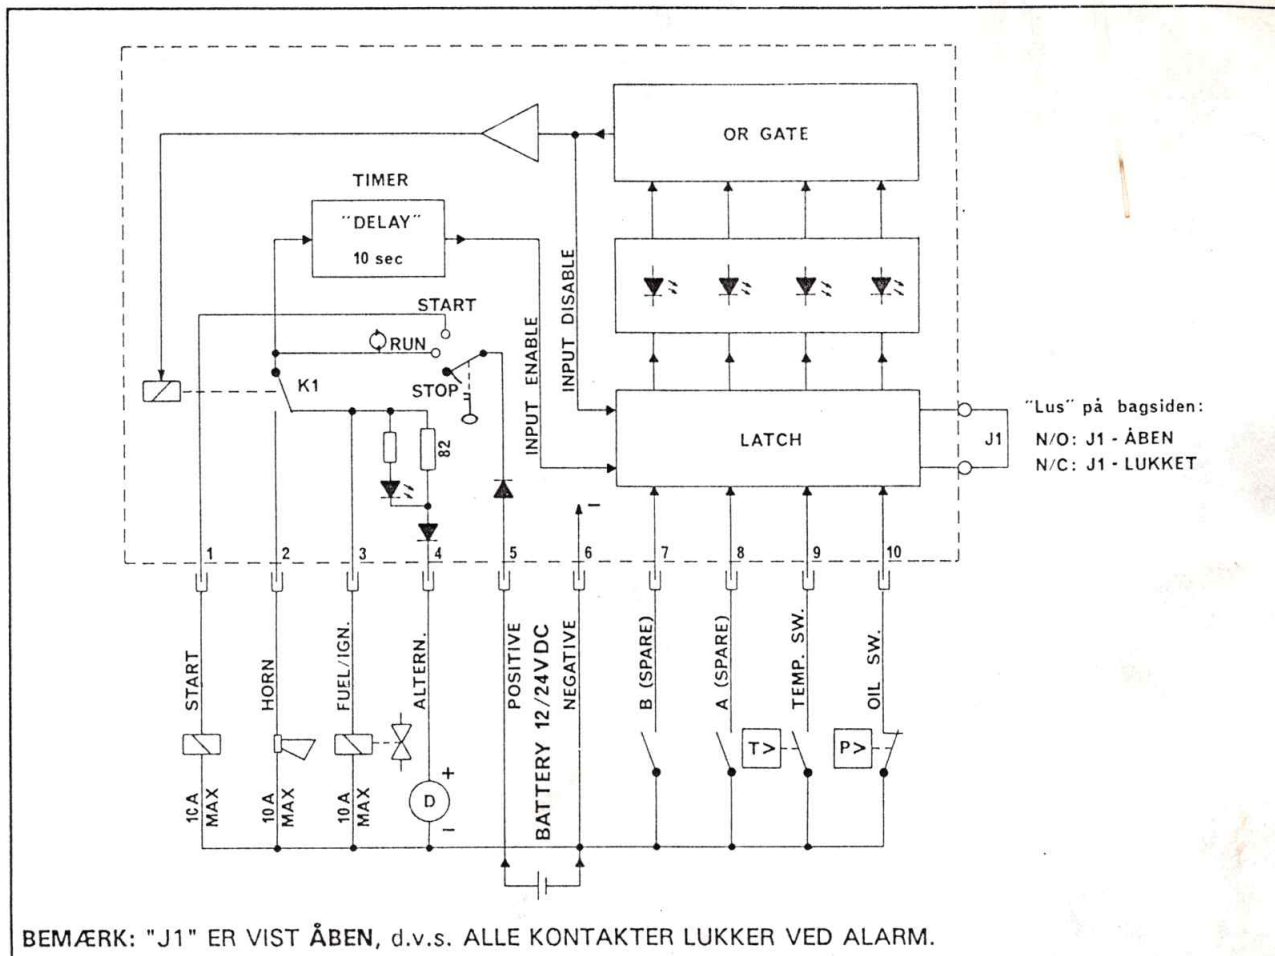 OR GATE
TIMER
"DELAY"
10 sec
START
RUN
STOP
K1
82
INPUT ENABLE
INPUT DISABLE
LATCH
J1
"Lus" på bagsiden:
N/O: J1 - ÅBEN
N/C: J1 - LUKKET
1
2
3
4
5
6
7
8
9
10
START
HORN
FUEL/IGN.
ALTERN.
POSITIVE
BATTERY 12/24VDC
NEGATIVE
B (SPARE)
A (SPARE)
TEMP. SW.
OIL SW.
T>
P>
10A MAX
10A MAX
10A MAX
D
+
–
BEMÆRK: "J1" ER VIST ÅBEN, d.v.s. ALLE KONTAKTER LUKKER VED ALARM.